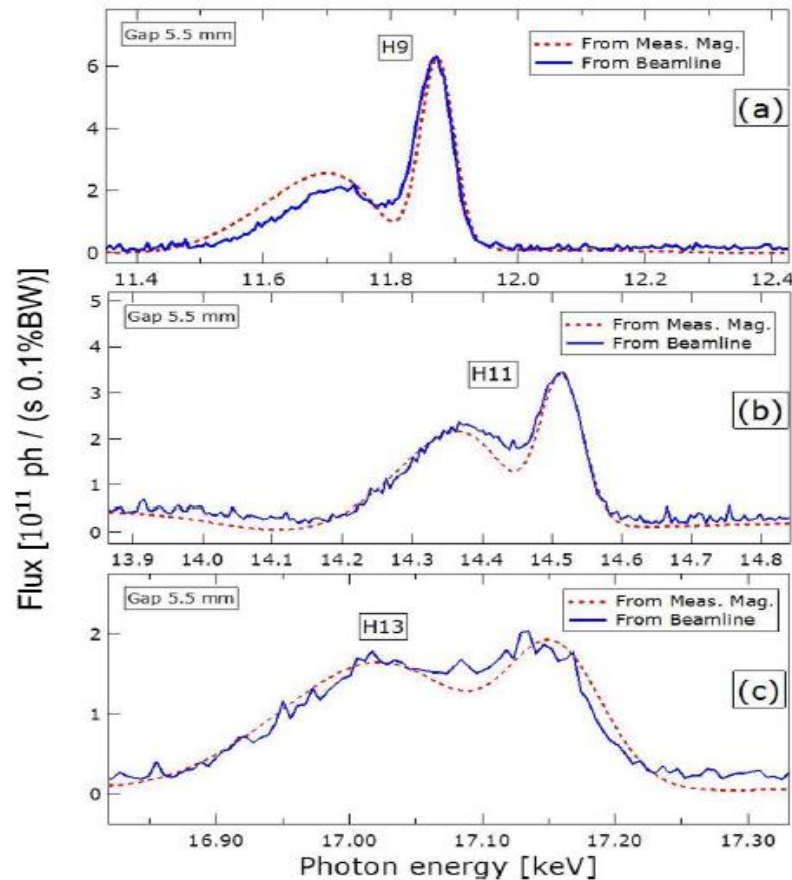 Flux [10¹¹ ph / (s 0.1%BW)]
Gap 5.5 mm
H9
From Meas. Mag.
From Beamline
(a)
6
4
2
0
11.4 11.6 11.8 12.0 12.2 12.4
Gap 5.5 mm
H11
From Meas. Mag.
From Beamline
(b)
5
4
3
2
1
0
13.9 14.0 14.1 14.2 14.3 14.4 14.5 14.6 14.7 14.8
Gap 5.5 mm
H13
From Meas. Mag.
From Beamline
(c)
2
1
0
16.90 17.00 17.10 17.20 17.30
Photon energy [keV]